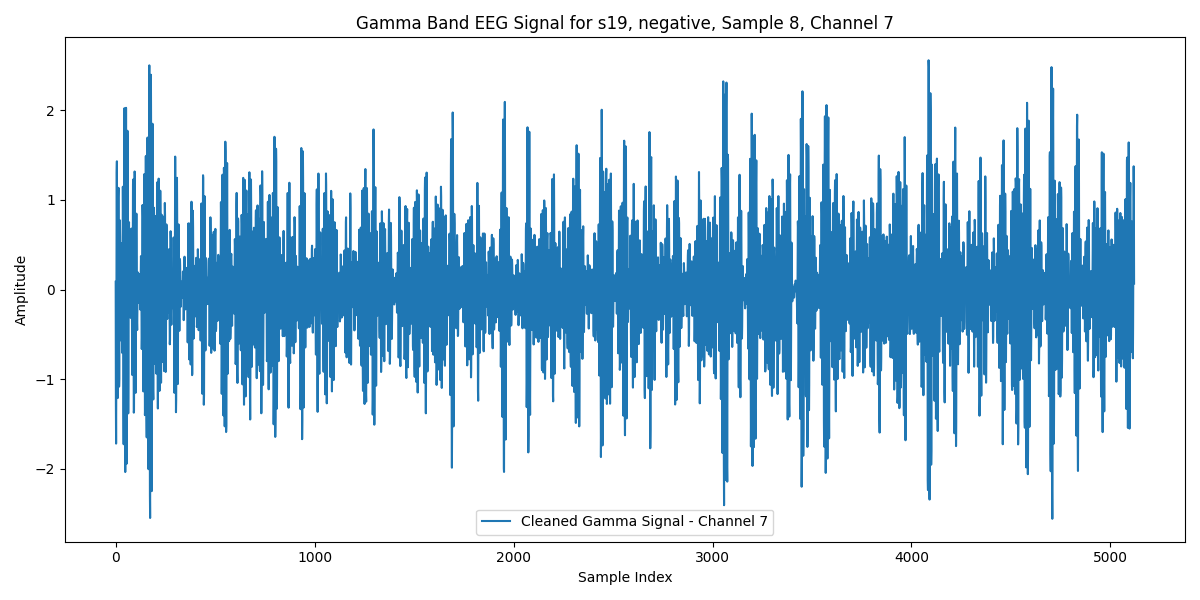 Gamma Band EEG Signal for s19, negative, Sample 8, Channel 7
Amplitude
2
1
0
−1
−2
Cleaned Gamma Signal - Channel 7
0 1000 2000 3000 4000 5000
Sample Index